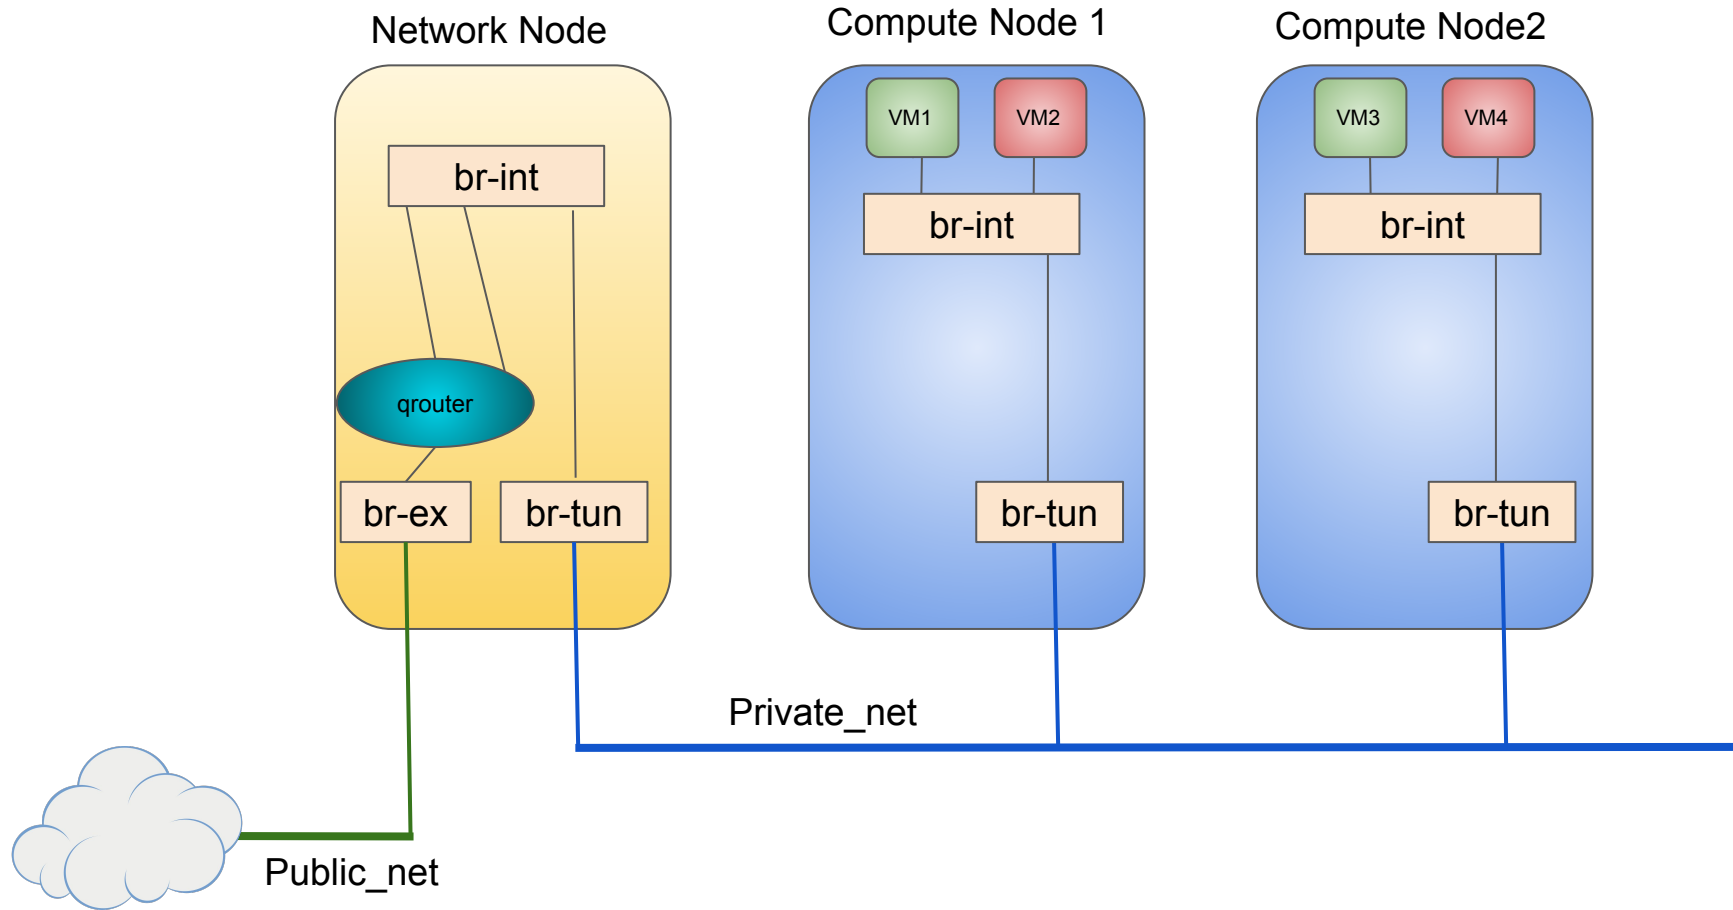 Network Node
Compute Node 1
Compute Node2
VM1
VM2
VM3
VM4
br-int
br-int
br-int
qrouter
br-ex
br-tun
br-tun
br-tun
Private_net
Public_net